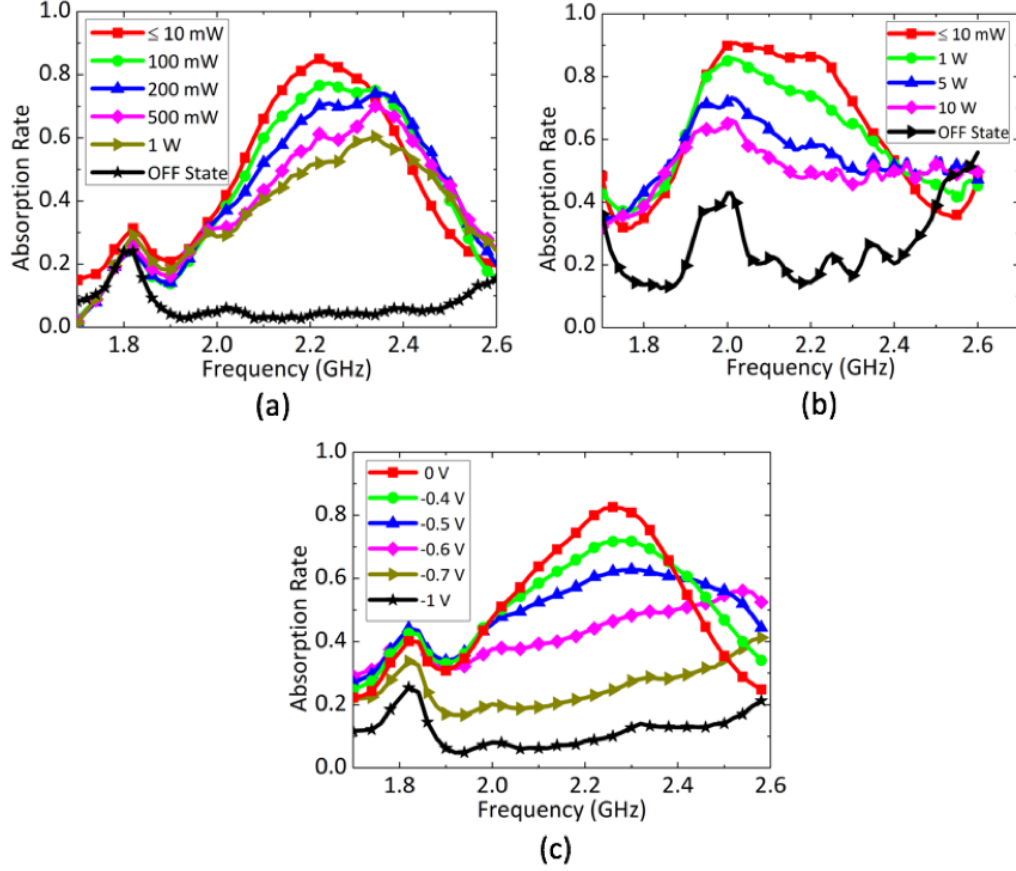 1.0
0.8
0.6
0.4
0.2
0.0
Absorption Rate
≤ 10 mW
100 mW
200 mW
500 mW
1 W
OFF State
1.8 2.0 2.2 2.4 2.6
Frequency (GHz)
(a)
1.0
0.8
0.6
0.4
0.2
0.0
Absorption Rate
≤ 10 mW
1 W
5 W
10 W
OFF State
1.8 2.0 2.2 2.4 2.6
Frequency (GHz)
(b)
1.0
0.8
0.6
0.4
0.2
0.0
Absorption Rate
0 V
-0.4 V
-0.5 V
-0.6 V
-0.7 V
-1 V
1.8 2.0 2.2 2.4 2.6
Frequency (GHz)
(c)